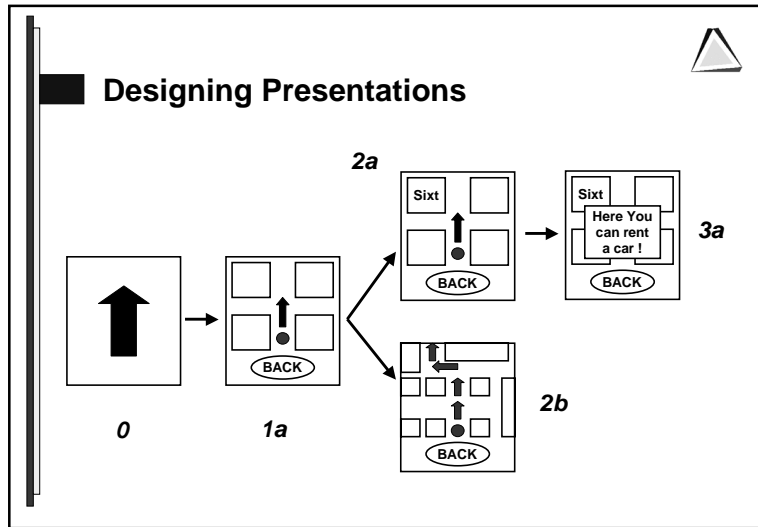 Designing Presentations
2a
Sixt
BACK
Sixt
Here You
can rent
a car !
BACK
3a
BACK
0
1a
2b
BACK